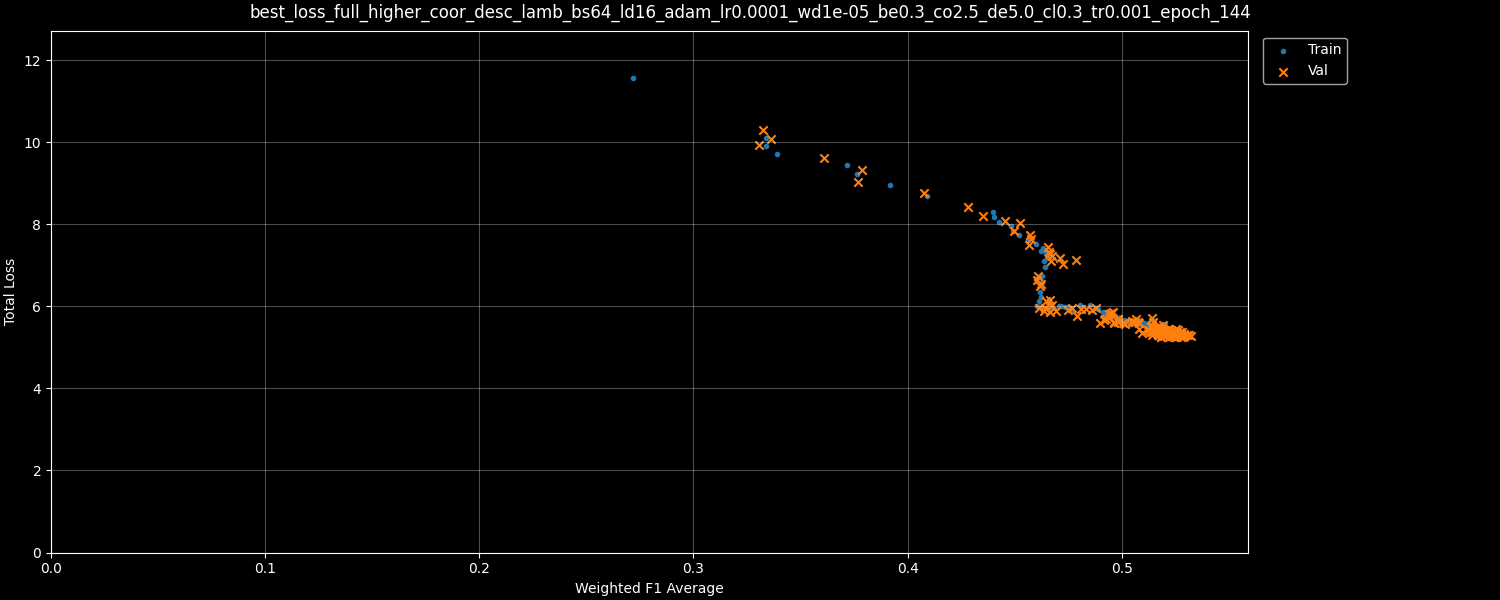 best_loss_full_higher_coor_desc_lamb_bs64_ld16_adam_lr0.0001_wd1e-05_be0.3_co2.5_de5.0_cl0.3_tr0.001_epoch_144
Train
Val
12
10
8
6
4
2
0
Total Loss
0.0 0.1 0.2 0.3 0.4 0.5
Weighted F1 Average